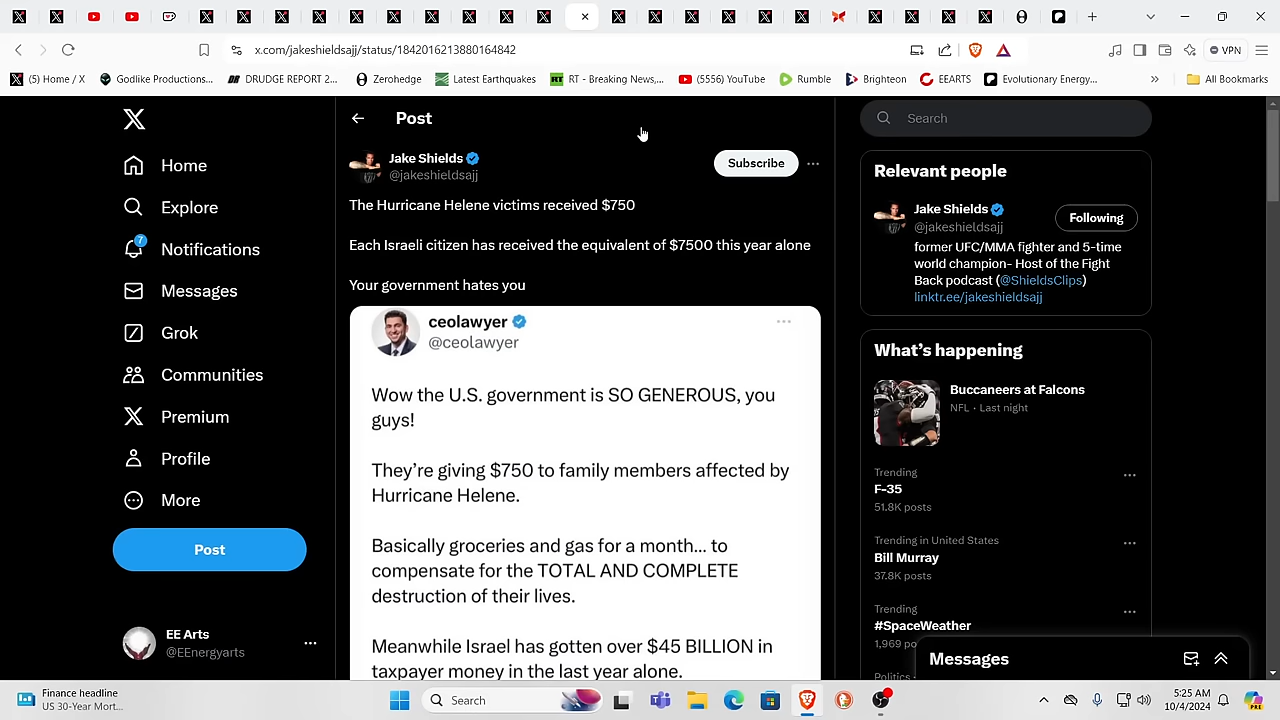 x.com/jakeshieldsajj/status/1842016213880164842
VPN
(5) Home / X
Godlike Productions...
DRUDGE REPORT 2...
Zerohedge
Latest Earthquakes
RT - Breaking News,...
(5556) YouTube
Rumble
Brighteon
EEARTS
Evolutionary Energy...
»
All Bookmarks
Home
Explore
7
Notifications
Messages
Grok
Communities
Premium
Profile
More
Post
EE Arts
@EEnergyarts
Post
Jake Shields
@jakeshieldsajj
Subscribe
The Hurricane Helene victims received $750
Each Israeli citizen has received the equivalent of $7500 this year alone
Your government hates you
ceolawyer
@ceolawyer
Wow the U.S. government is SO GENEROUS, you
guys!
They’re giving $750 to family members affected by
Hurricane Helene.
Basically groceries and gas for a month... to
compensate for the TOTAL AND COMPLETE
destruction of their lives.
Meanwhile Israel has gotten over $45 BILLION in
taxpayer money in the last year alone.
Search
Relevant people
Jake Shields
@jakeshieldsajj
Following
former UFC/MMA fighter and 5-time
world champion- Host of the Fight
Back podcast (@ShieldsClips)
linktr.ee/jakeshieldsajj
What’s happening
Buccaneers at Falcons
NFL · Last night
Trending
F-35
51.8K posts
Trending in United States
Bill Murray
37.8K posts
Trending
#SpaceWeather
1,969 po
Messages
Finance headline
US 30-Year Mort...
Search
5:25 AM
10/4/2024